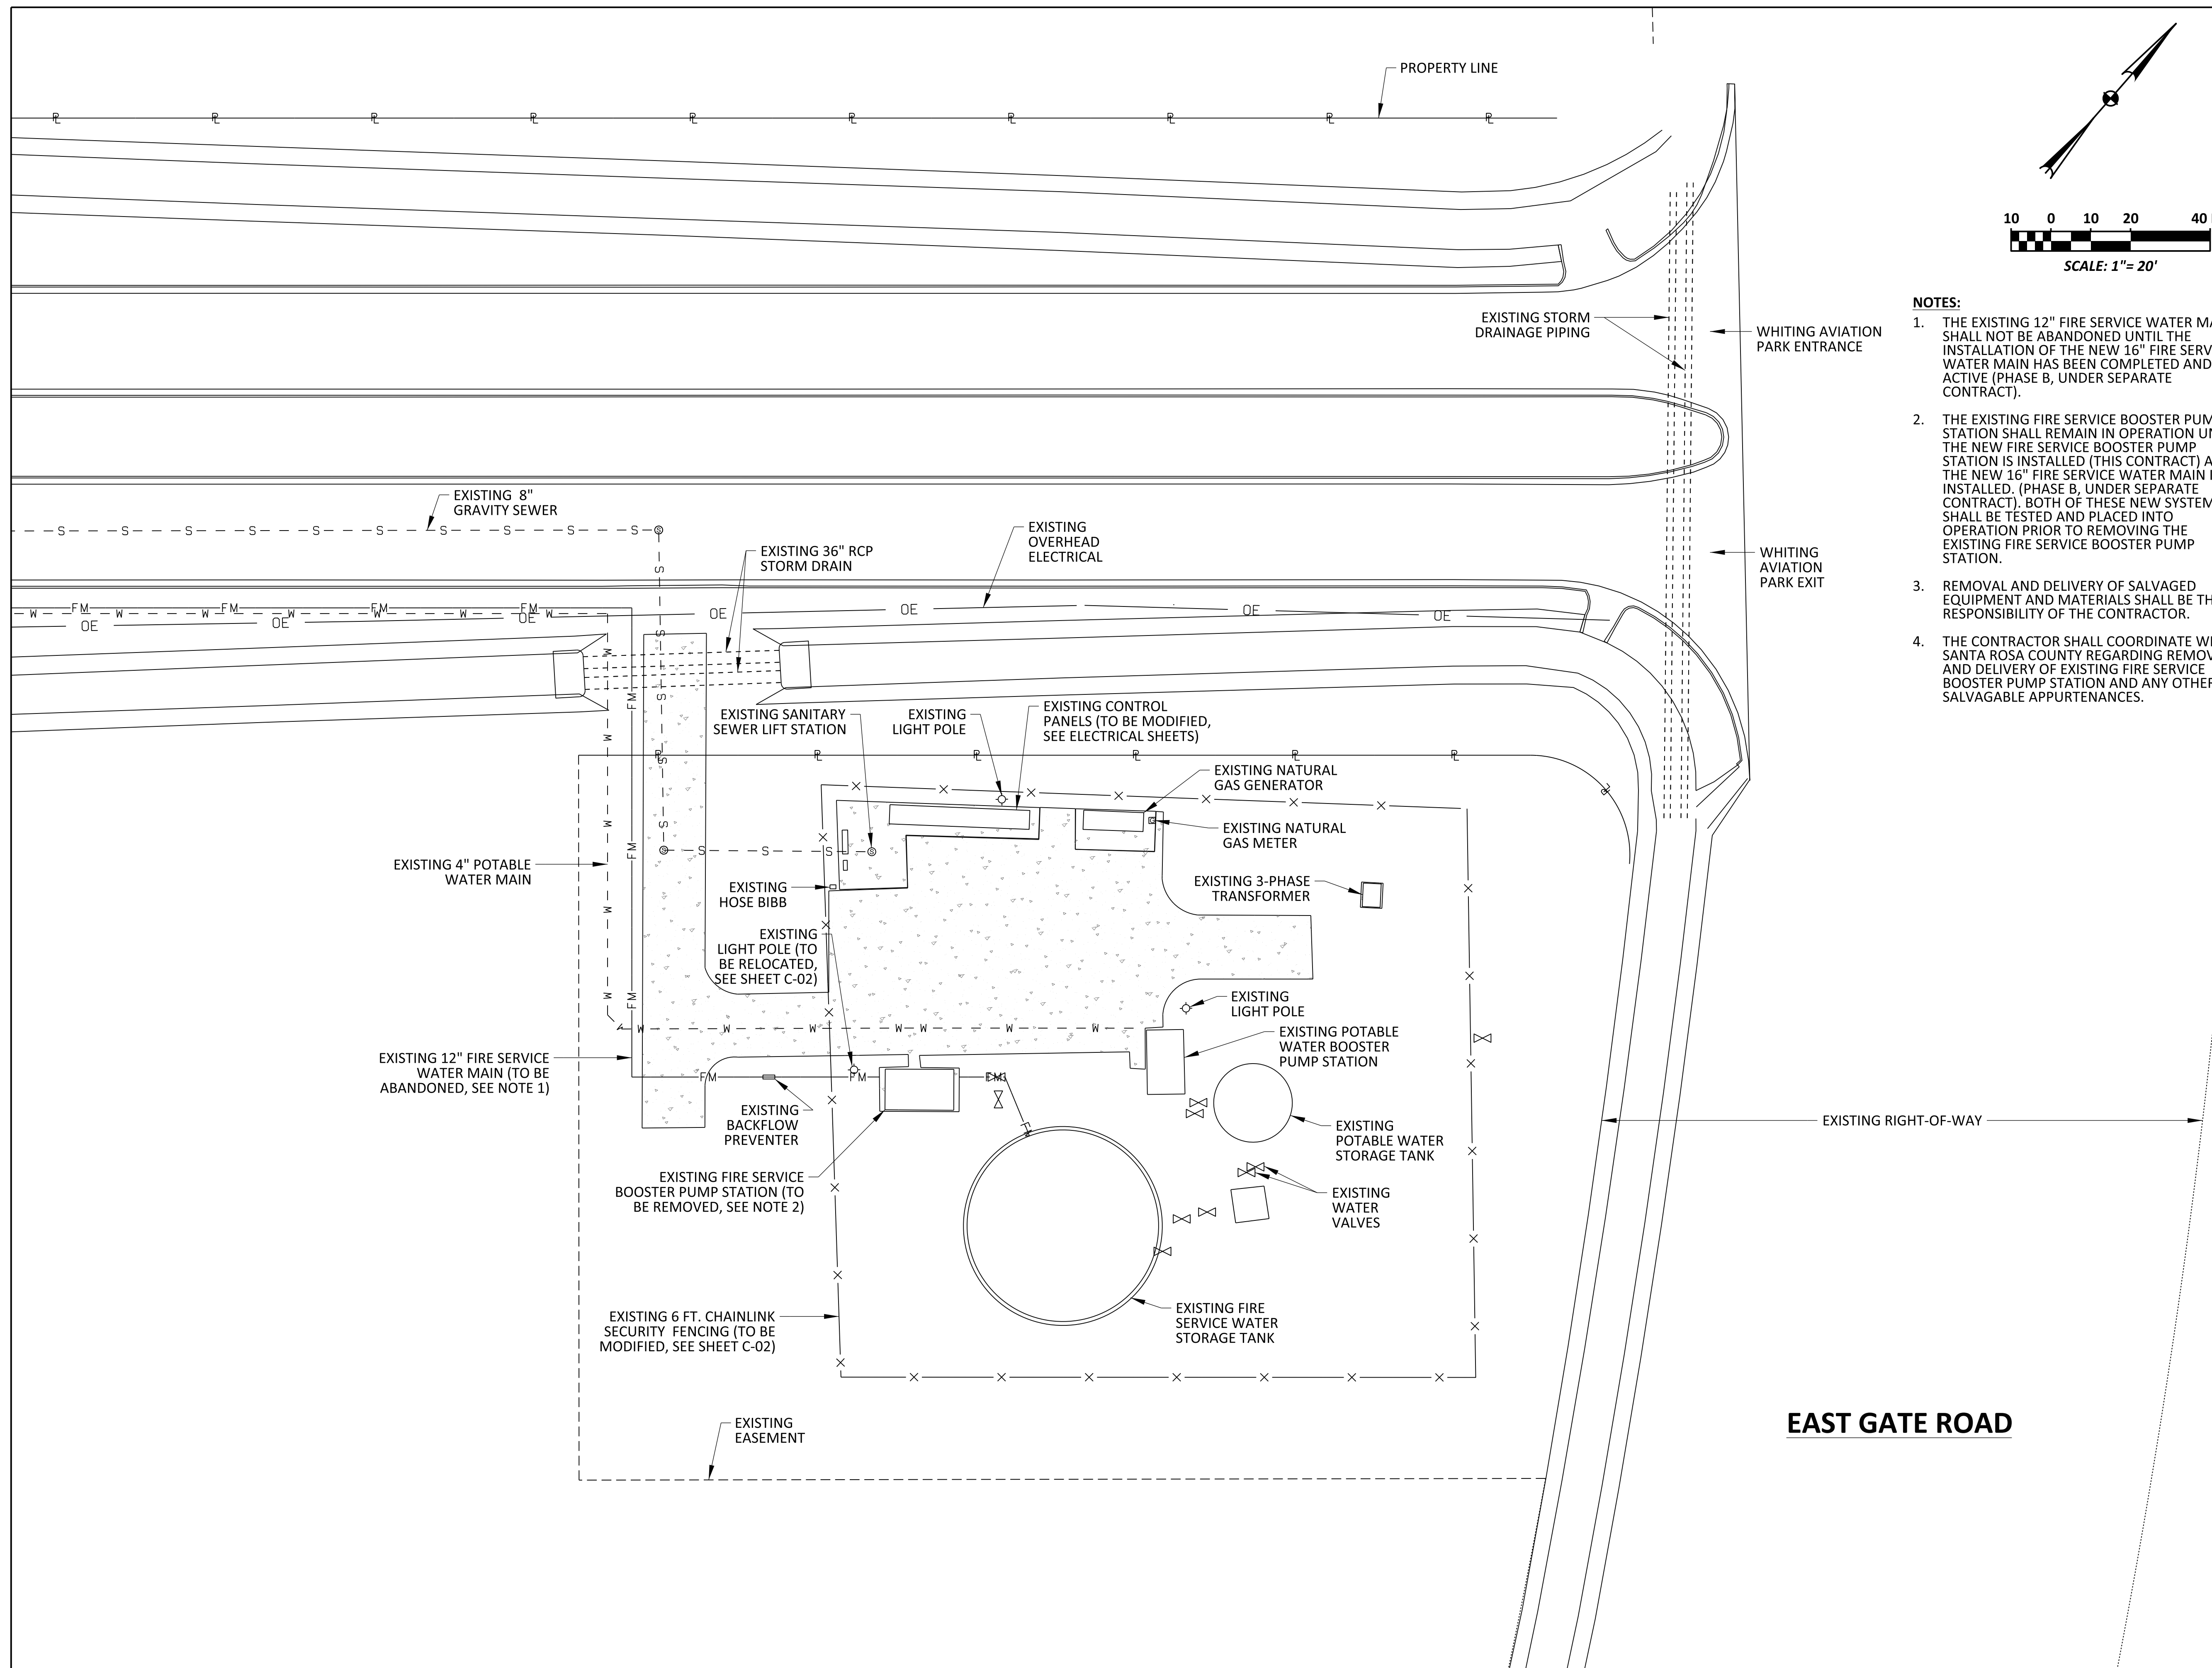 PROPERTY LINE
10 0 10 20 40
SCALE: 1"= 20'
EXISTING STORM
DRAINAGE PIPING
WHITING AVIATION
PARK ENTRANCE
NOTES:
1. THE EXISTING 12" FIRE SERVICE WATER
SHALL NOT BE ABANDONED UNTIL THE
INSTALLATION OF THE NEW 16" FIRE
WATER MAIN HAS BEEN COMPLETED AND
ACTIVE (PHASE B, UNDER SEPARATE
CONTRACT).
2. THE EXISTING FIRE SERVICE BOOSTER
STATION SHALL REMAIN IN OPERATION
THE NEW FIRE SERVICE BOOSTER PUMP
STATION IS INSTALLED (THIS CONTRACT)
THE NEW 16" FIRE SERVICE WATER MAIN
INSTALLED. (PHASE B, UNDER SEPARATE
CONTRACT). BOTH OF THESE NEW
SHALL BE TESTED AND PLACED INTO
OPERATION PRIOR TO REMOVING THE
EXISTING FIRE SERVICE BOOSTER PUMP
STATION.
3. REMOVAL AND DELIVERY OF SALVAGED
EQUIPMENT AND MATERIALS SHALL BE
RESPONSIBILITY OF THE CONTRACTOR.
4. THE CONTRACTOR SHALL COORDINATE
SANTA ROSA COUNTY REGARDING
AND DELIVERY OF EXISTING FIRE SERVICE
BOOSTER PUMP STATION AND ANY OTHER
SALVAGABLE APPURTENANCES.
EXISTING 8"
GRAVITY SEWER
EXISTING 36" RCP
STORM DRAIN
EXISTING
OVERHEAD
ELECTRICAL
WHITING
AVIATION
PARK EXIT
S S S S S S S S S S
FM FM FM FM
W W W W W W W
OE OE OE OE OE OE OE
EXISTING SANITARY
SEWER LIFT STATION
EXISTING
LIGHT POLE
EXISTING CONTROL
PANELS (TO BE MODIFIED,
SEE ELECTRICAL SHEETS)
EXISTING NATURAL
GAS GENERATOR
EXISTING NATURAL
GAS METER
EXISTING 4" POTABLE
WATER MAIN
EXISTING
HOSE BIBB
EXISTING 3-PHASE
TRANSFORMER
EXISTING
LIGHT POLE (TO
BE RELOCATED,
SEE SHEET C-02)
EXISTING
LIGHT POLE
W W W W W W W
EXISTING POTABLE
WATER BOOSTER
PUMP STATION
EXISTING 12" FIRE SERVICE
WATER MAIN (TO BE
ABANDONED, SEE NOTE 1)
FM FM FM
EXISTING
BACKFLOW
PREVENTER
EXISTING
POTABLE WATER
STORAGE TANK
EXISTING RIGHT-OF-WAY
EXISTING FIRE SERVICE
BOOSTER PUMP STATION (TO
BE REMOVED, SEE NOTE 2)
EXISTING
WATER
VALVES
EXISTING 6 FT. CHAINLINK
SECURITY FENCING (TO BE
MODIFIED, SEE SHEET C-02)
EXISTING FIRE
SERVICE WATER
STORAGE TANK
EXISTING
EASEMENT
EAST GATE ROAD